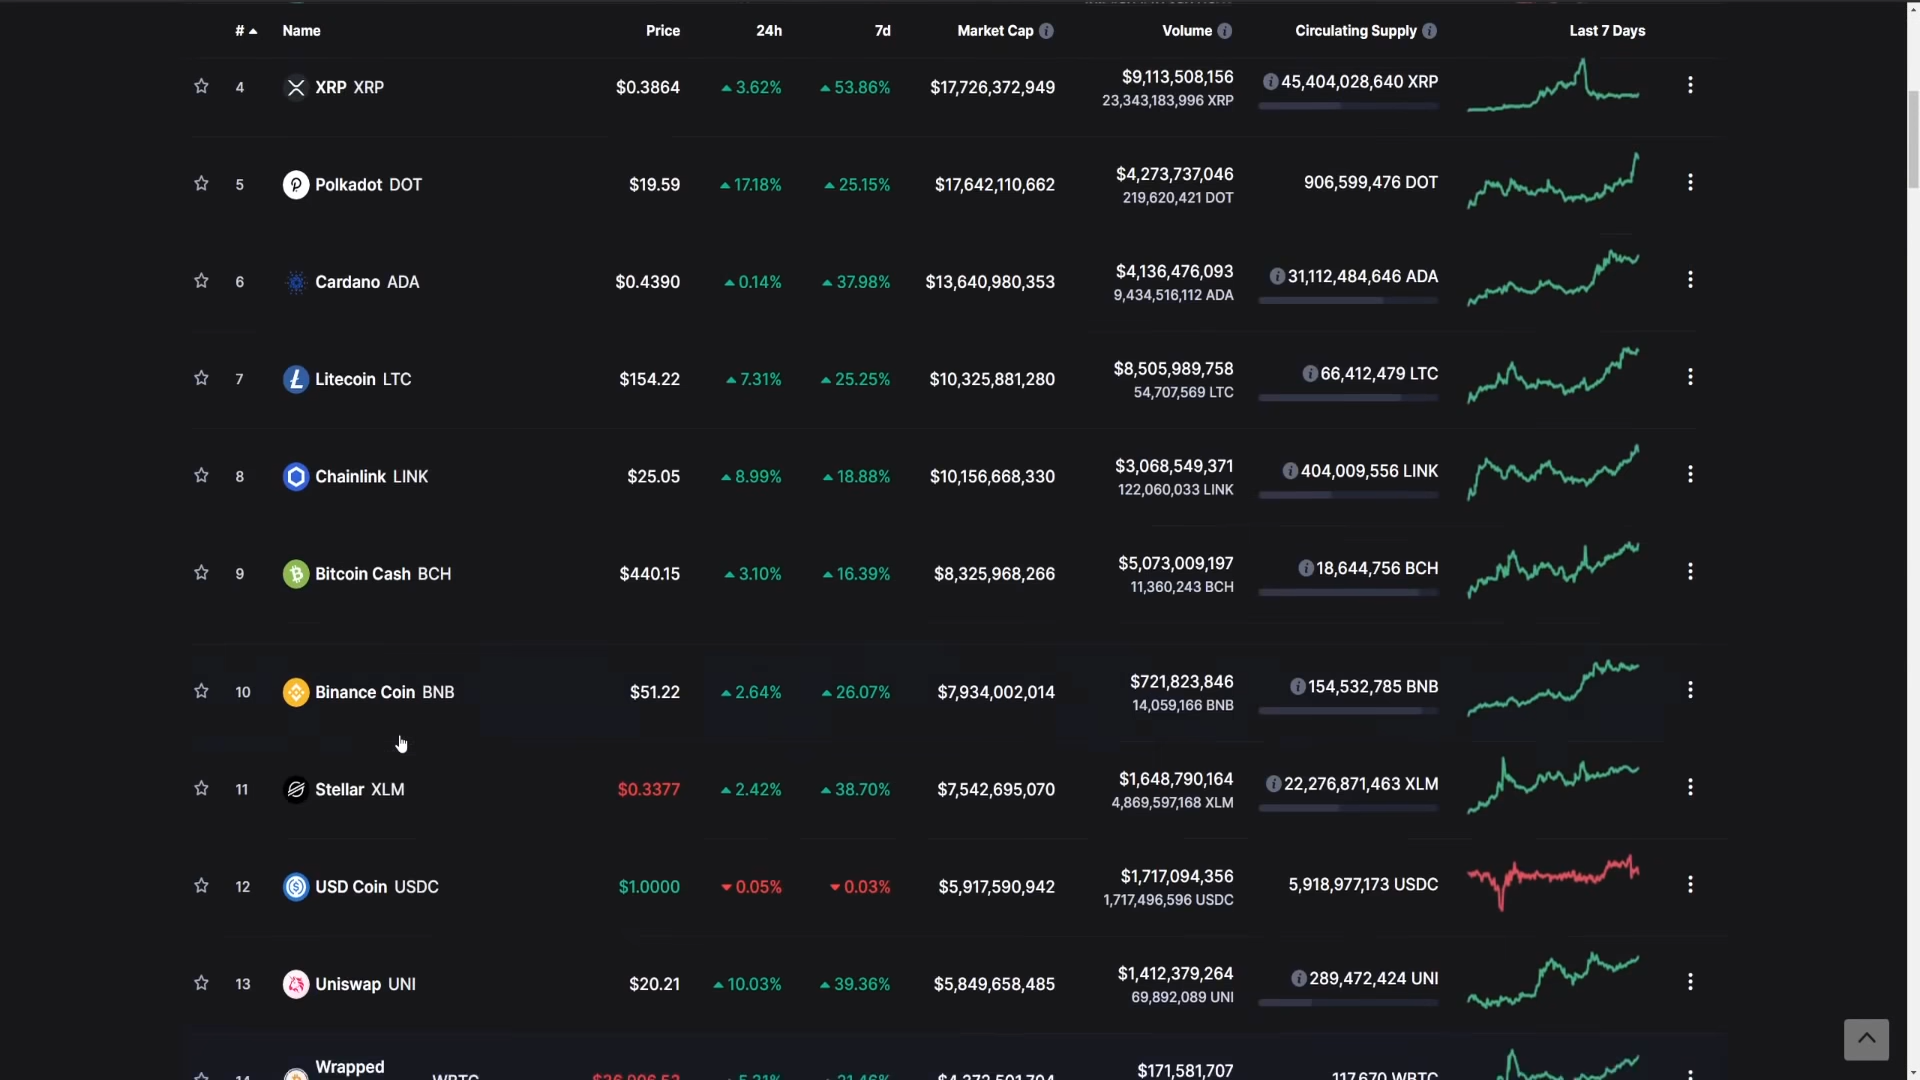 # Name Price 24h 7d Market Cap Volume Circulating Supply Last 7 Days
4 XRP XRP $0.3864 3.62% 53.86% $17,726,372,949 $9,113,508,156 45,404,028,640 XRP
23,343,183,996 XRP
5 Polkadot DOT $19.59 17.18% 25.15% $17,642,110,662 $4,273,737,046 906,599,476 DOT
219,620,421 DOT
6 Cardano ADA $0.4390 0.14% 37.98% $13,640,980,353 $4,136,476,093 31,112,484,646 ADA
9,434,516,112 ADA
7 Litecoin LTC $154.22 7.31% 25.25% $10,325,881,280 $8,505,989,758 66,412,479 LTC
54,707,569 LTC
8 Chainlink LINK $25.05 8.99% 18.88% $10,156,668,330 $3,068,549,371 404,009,556 LINK
122,060,033 LINK
9 Bitcoin Cash BCH $440.15 3.10% 16.39% $8,325,968,266 $5,073,009,197 18,644,756 BCH
11,360,243 BCH
10 Binance Coin BNB $51.22 2.64% 26.07% $7,934,002,014 $721,823,846 154,532,785 BNB
14,059,166 BNB
11 Stellar XLM $0.3377 2.42% 38.70% $7,542,695,070 $1,648,790,164 22,276,871,463 XLM
4,869,597,168 XLM
12 USD Coin USDC $1.0000 0.05% 0.03% $5,917,590,942 $1,717,094,356 5,918,977,173 USDC
1,717,496,596 USDC
13 Uniswap UNI $20.21 10.03% 39.36% $5,849,658,485 $1,412,379,264 289,472,424 UNI
69,892,089 UNI
Wrapped $171,581,707
14 WBTC 117,670 WBTC